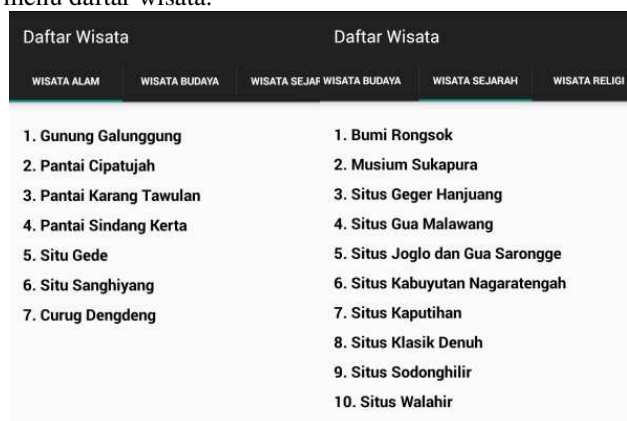 menu daftar wisata.
Daftar Wisata
WISATA ALAM WISATA BUDAYA WISATA SEJAR
1. Gunung Galunggung
2. Pantai Cipatujah
3. Pantai Karang Tawulan
4. Pantai Sindang Kerta
5. Situ Gede
6. Situ Sanghiyang
7. Curug Dengdeng
Daftar Wisata
WISATA BUDAYA WISATA SEJARAH WISATA RELIGI
1. Bumi Rongsok
2. Musium Sukapura
3. Situs Geger Hanjuang
4. Situs Gua Malawang
5. Situs Joglo dan Gua Sarongge
6. Situs Kabuyutan Nagaratengah
7. Situs Kaputihan
8. Situs Klasik Denuh
9. Situs Sodonghilir
10. Situs Walahir